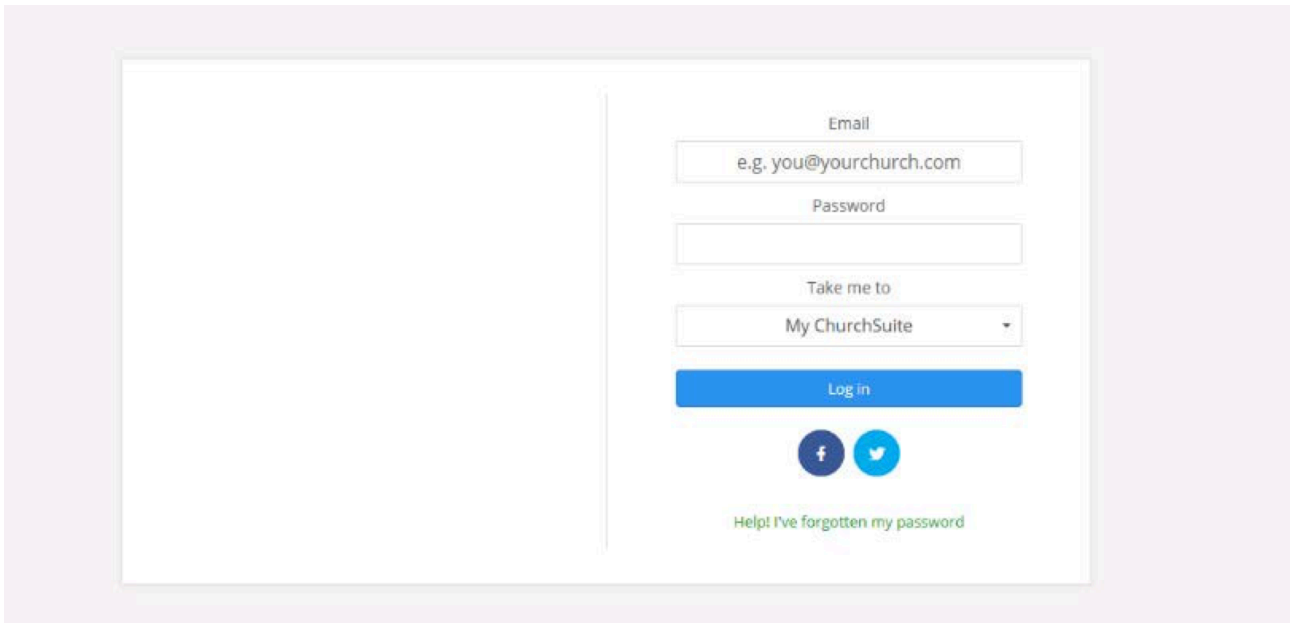 Email
e.g. you@yourchurch.com
Password
Take me to
My ChurchSuite
Log in
Help! I've forgotten my password